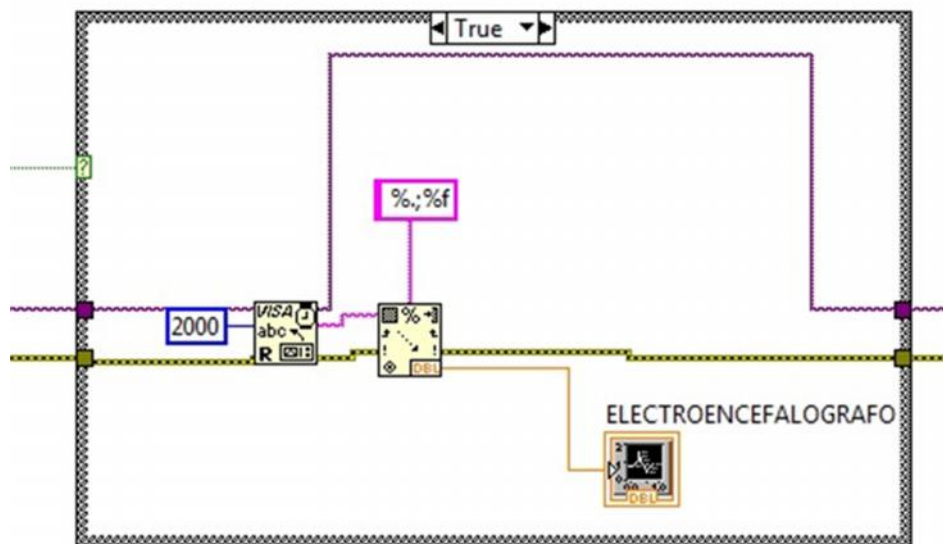 True
?
%.;%f
2000
VISA
abc
R
%
DBL
ELECTROENCEFALOGRAFO
DBL